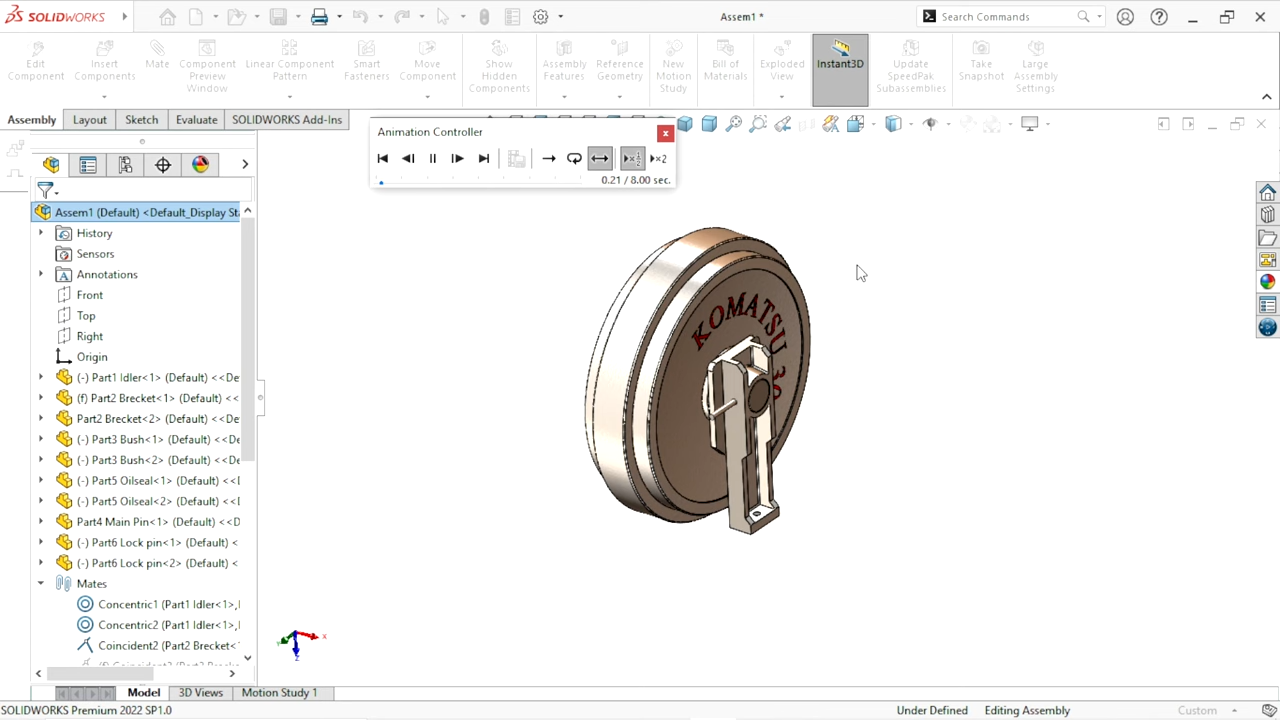 SOLIDWORKS
Assem1 *
Search Commands
Edit Component
Insert Components
Mate
Component Preview Window
Linear Component Pattern
Smart Fasteners
Move Component
Show Hidden Components
Assembly Features
Reference Geometry
New Motion Study
Bill of Materials
Exploded View
Instant3D
Update SpeedPak Subassemblies
Take Snapshot
Large Assembly Settings
Assembly
Layout
Sketch
Evaluate
SOLIDWORKS Add-Ins
Animation Controller
x½
x2
0.21 / 8.00 sec.
Assem1 (Default) <Default_Display Sta
History
Sensors
Annotations
Front
Top
Right
Origin
(-) Part1 Idler<1> (Default) <<De
(f) Part2 Brecket<1> (Default) <<
Part2 Brecket<2> (Default) <<De
(-) Part3 Bush<1> (Default) <<De
(-) Part3 Bush<2> (Default) <<De
(-) Part5 Oilseal<1> (Default) <<D
(-) Part5 Oilseal<2> (Default) <<D
Part4 Main Pin<1> (Default) <<D
(-) Part6 Lock pin<1> (Default) <
(-) Part6 Lock pin<2> (Default) <
Mates
Concentric1 (Part1 Idler<1>,
Concentric2 (Part1 Idler<1>,
Coincident2 (Part2 Brecket<
KOMATSU 30
X
Y
Z
Model
3D Views
Motion Study 1
SOLIDWORKS Premium 2022 SP1.0
Under Defined
Editing Assembly
Custom